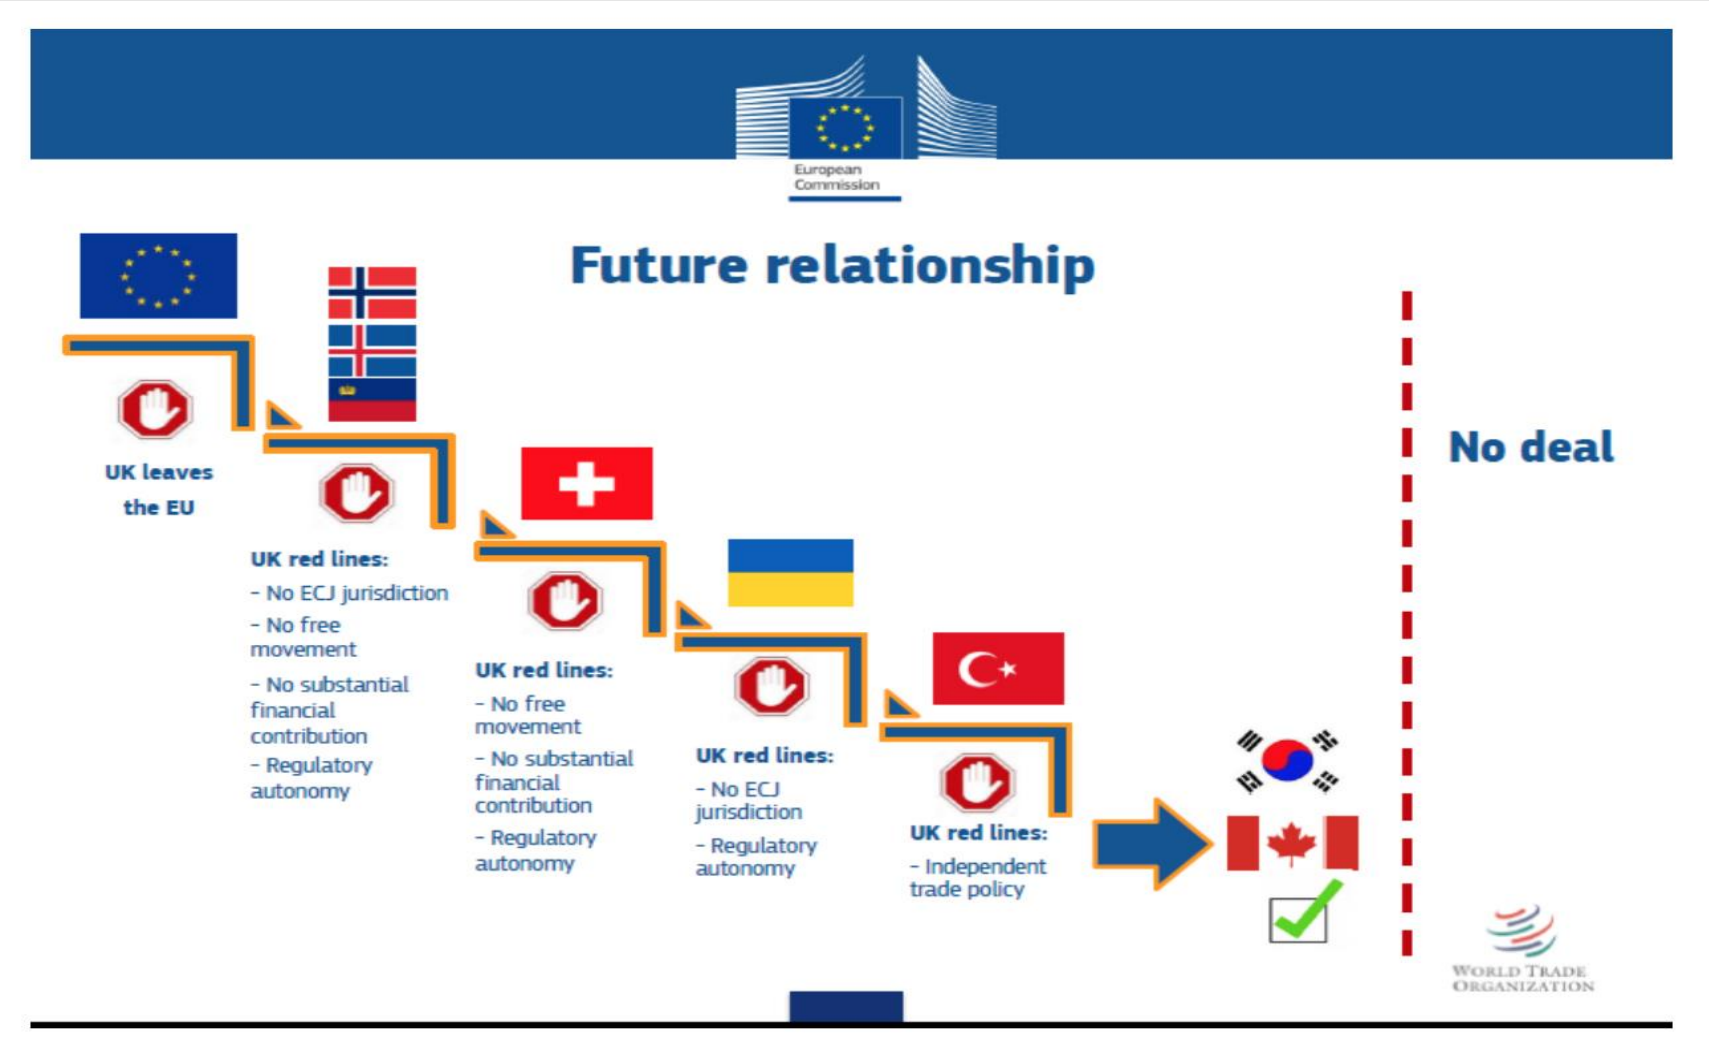 European
Commission
Future relationship
UK leaves
the EU
UK red lines:
- No ECJ jurisdiction
- No free
movement
- No substantial
financial
contribution
- Regulatory
autonomy
UK red lines:
- No free
movement
- No substantial
financial
contribution
- Regulatory
autonomy
UK red lines:
- No ECJ
jurisdiction
- Regulatory
autonomy
UK red lines:
- Independent
trade policy
No deal
WORLD TRADE
ORGANIZATION